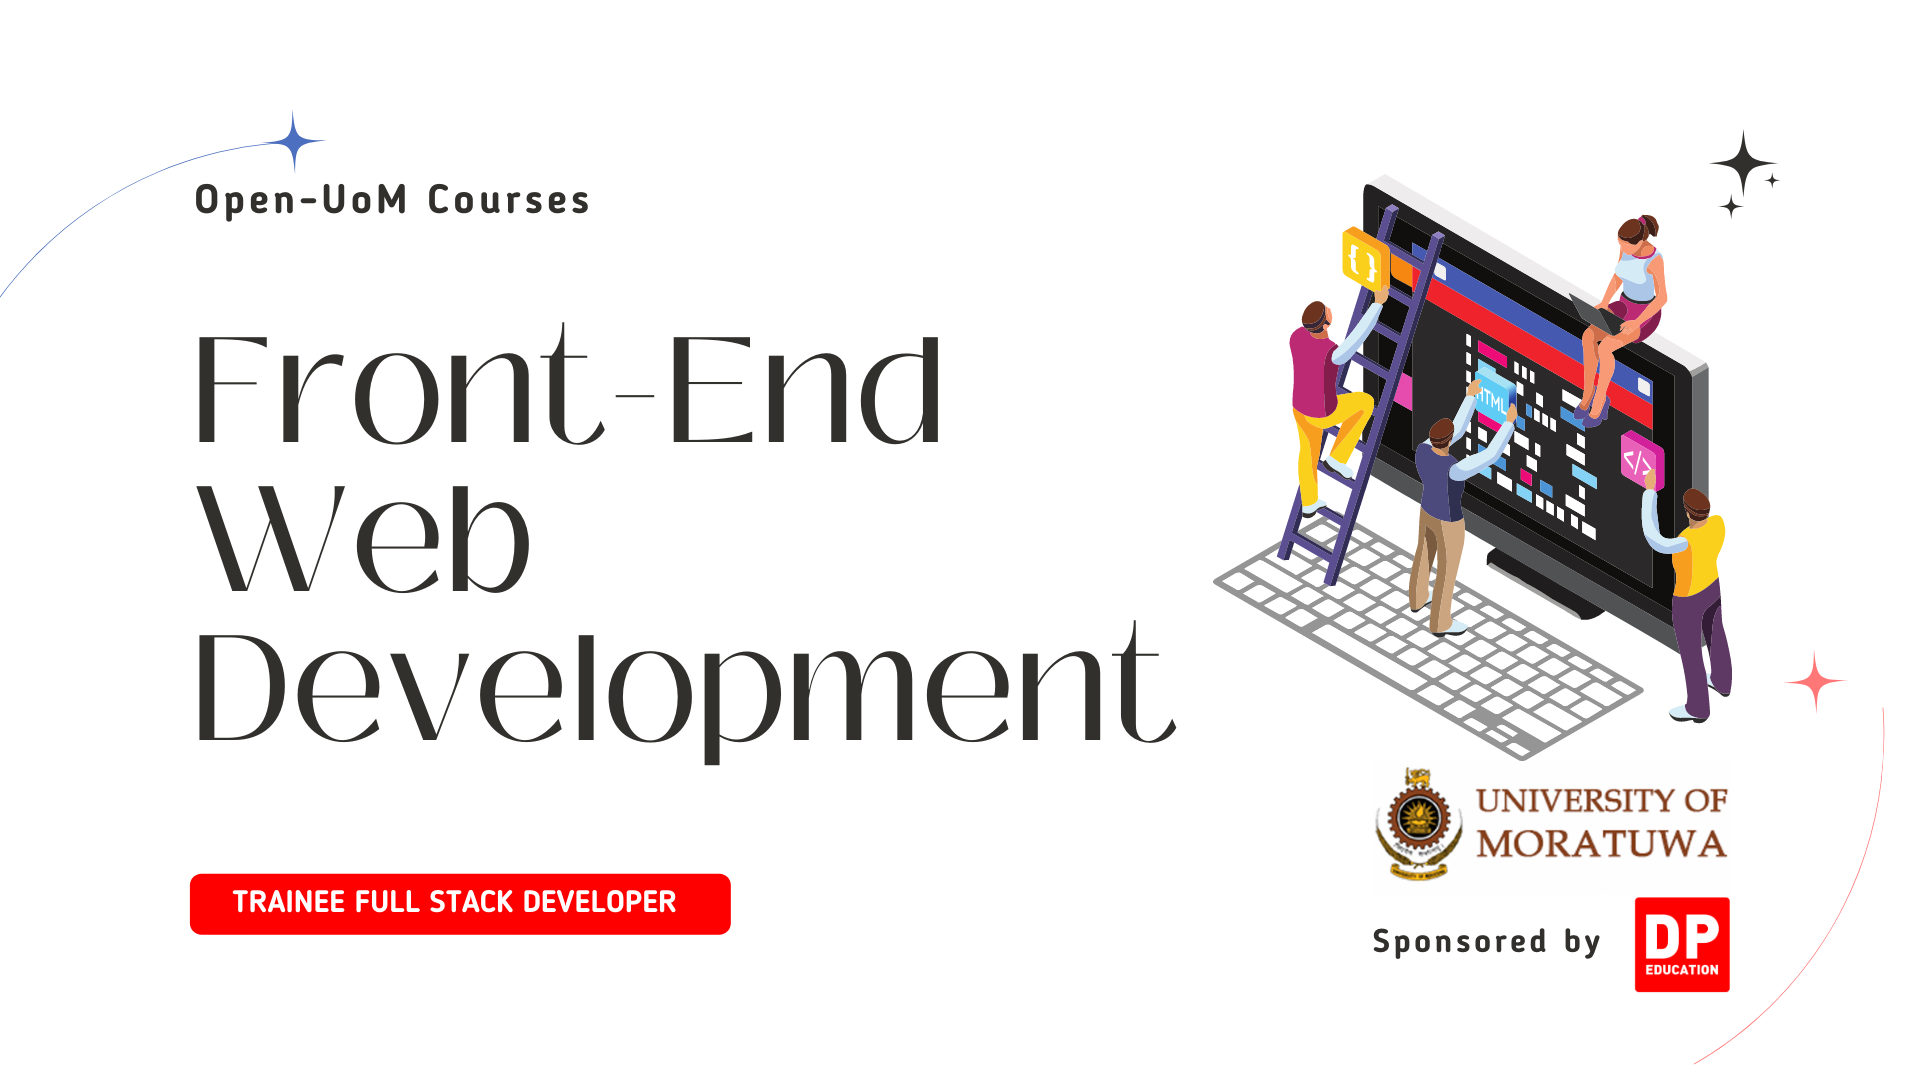 Open-UoM Courses
Front-End
Web
Development
TRAINEE FULL STACK DEVELOPER
{ }
HTML
</>
UNIVERSITY OF
MORATUWA
Sponsored by
DP
EDUCATION